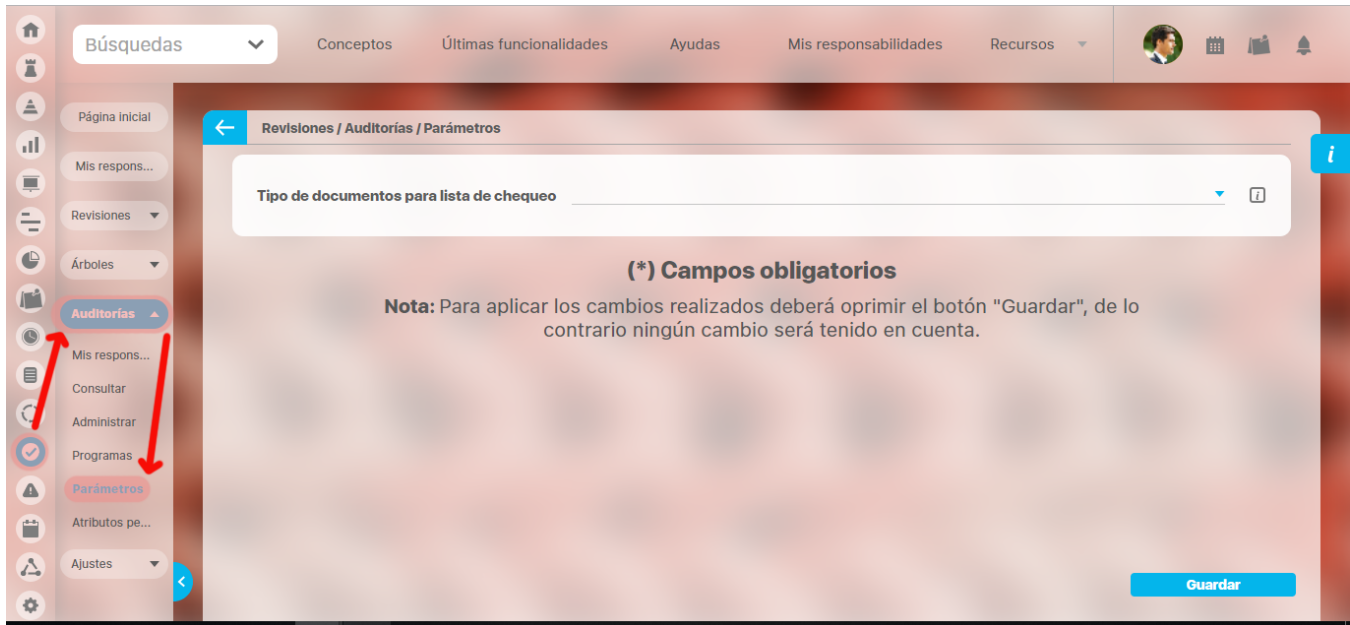 Búsquedas
Conceptos
Últimas funcionalidades
Ayudas
Mis responsabilidades
Recursos
Página inicial
Mis respons...
Revisiones
Árboles
Auditorías
Mis respons...
Consultar
Administrar
Programas
Parámetros
Atributos pe...
Ajustes
Revisiones / Auditorías / Parámetros
i
Tipo de documentos para lista de chequeo
i
(*) Campos obligatorios
Nota: Para aplicar los cambios realizados deberá oprimir el botón "Guardar", de lo
contrario ningún cambio será tenido en cuenta.
Guardar